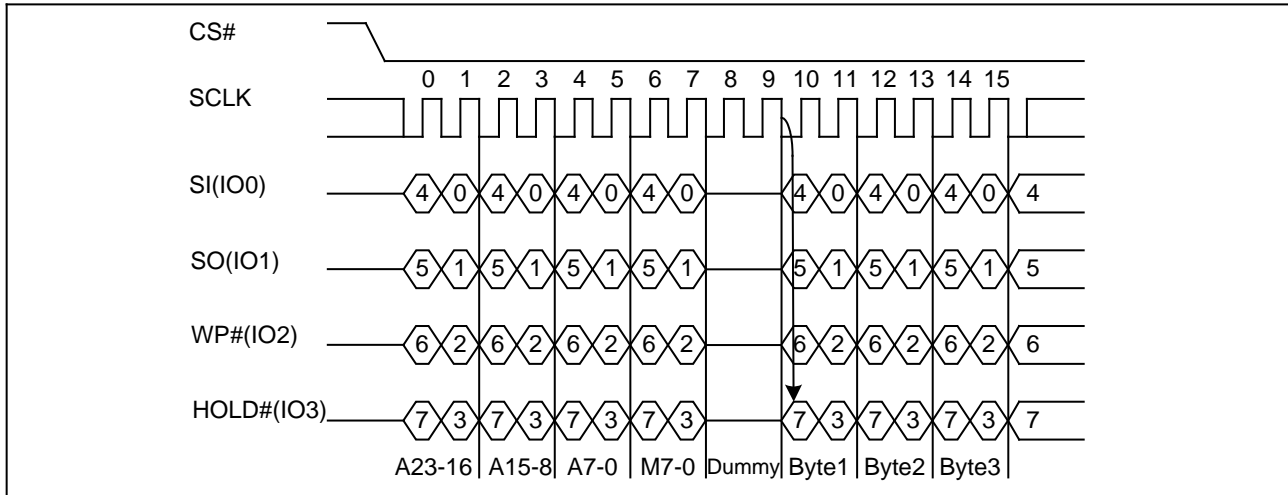 CS#
0 1 2 3 4 5 6 7 8 9 10 11 12 13 14 15
SCLK
SI(IO0) 4 0 4 0 4 0 4 0 4 0 4 0 4 0 4
SO(IO1) 5 1 5 1 5 1 5 1 5 1 5 1 5 1 5
WP#(IO2) 6 2 6 2 6 2 6 2 6 2 6 2 6 2 6
HOLD#(IO3) 7 3 7 3 7 3 7 3 7 3 7 3 7 3 7
A23-16 A15-8 A7-0 M7-0 Dummy Byte1 Byte2 Byte3